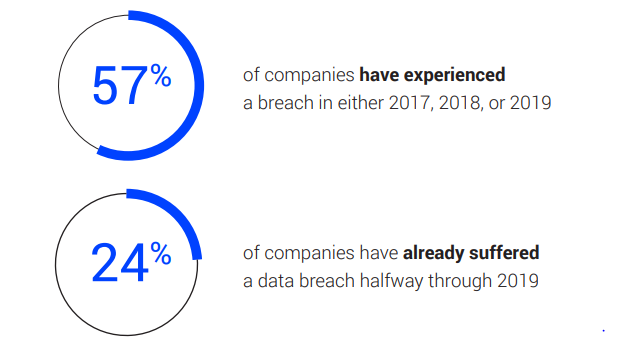 57%
of companies have experienced
a breach in either 2017, 2018, or 2019
24%
of companies have already suffered
a data breach halfway through 2019
.